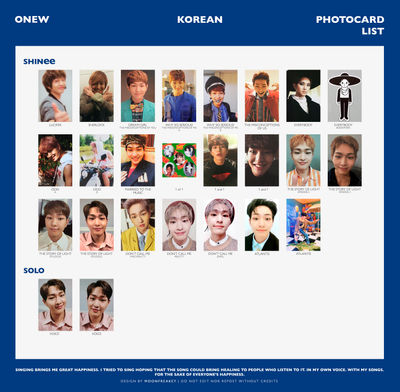 ONEW KOREAN PHOTOCARD LIST
SHINee
LUCIFER SHERLOCK DREAM GIRL WHY SO SERIOUS WHY SO SERIOUS THE MISCONCEPTIONS EVERYBODY EVERYBODY
THE MISCONCEPTIONS OF YOU OF US
ODD ODD MARRIED TO THE MUSIC 1 of 1 1 and 1 1 and 1 THE STORY OF LIGHT THE STORY OF LIGHT
THE STORY OF LIGHT THE STORY OF LIGHT DON'T CALL ME DON'T CALL ME DON'T CALL ME ATLANTIS ATLANTIS
SOLO
VOICE VOICE
SINGING BRINGS ME GREAT HAPPINESS. I TRIED TO SING HOPING THAT THE SONG COULD BRING HEALING TO PEOPLE WHO LISTEN TO IT. IN MY OWN VOICE. WITH MY SONGS.
FOR THE SAKE OF EVERYONE'S HAPPINESS.
DESIGN BY MOONFREAKEY | DO NOT EDIT NOR REPOST WITHOUT CREDITS